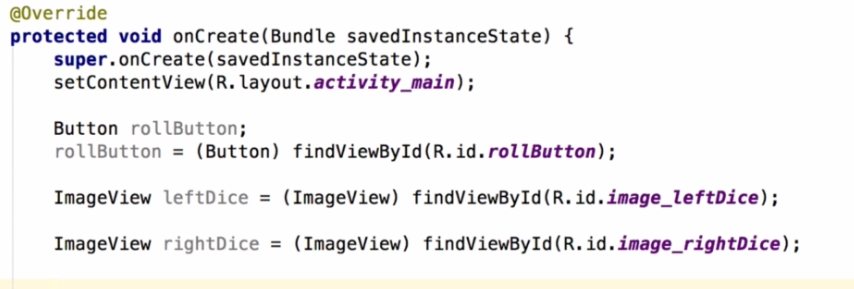 @Override
protected void onCreate(Bundle savedInstanceState) {
    super.onCreate(savedInstanceState);
    setContentView(R.layout.activity_main);
    Button rollButton;
    rollButton = (Button) findViewById(R.id.rollButton);
    ImageView leftDice = (ImageView) findViewById(R.id.image_leftDice);
    ImageView rightDice = (ImageView) findViewById(R.id.image_rightDice);